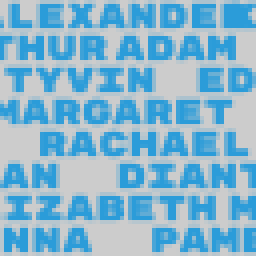 ALEXANDE
THUR ADAM
TYVIN ED
MARGARET
RACHAEL
AN DIANT
IZABETH M
NNA PAME